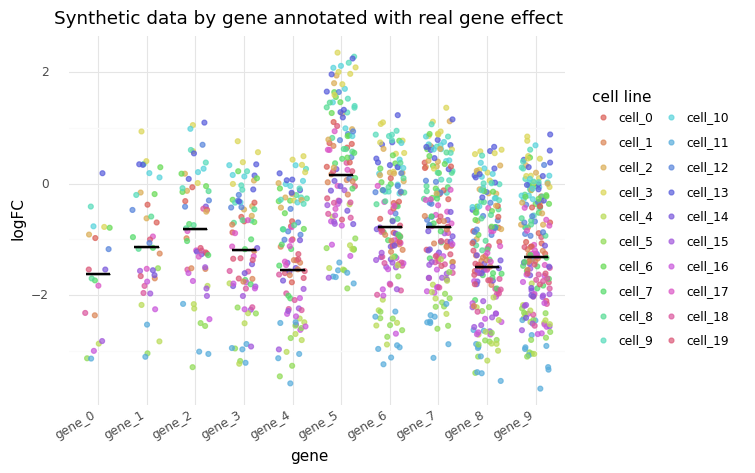 Synthetic data by gene annotated with real gene effect
logFC
2
0
−2
gene_0
gene_1
gene_2
gene_3
gene_4
gene_5
gene_6
gene_7
gene_8
gene_9
gene
cell line
cell_0
cell_1
cell_2
cell_3
cell_4
cell_5
cell_6
cell_7
cell_8
cell_9
cell_10
cell_11
cell_12
cell_13
cell_14
cell_15
cell_16
cell_17
cell_18
cell_19